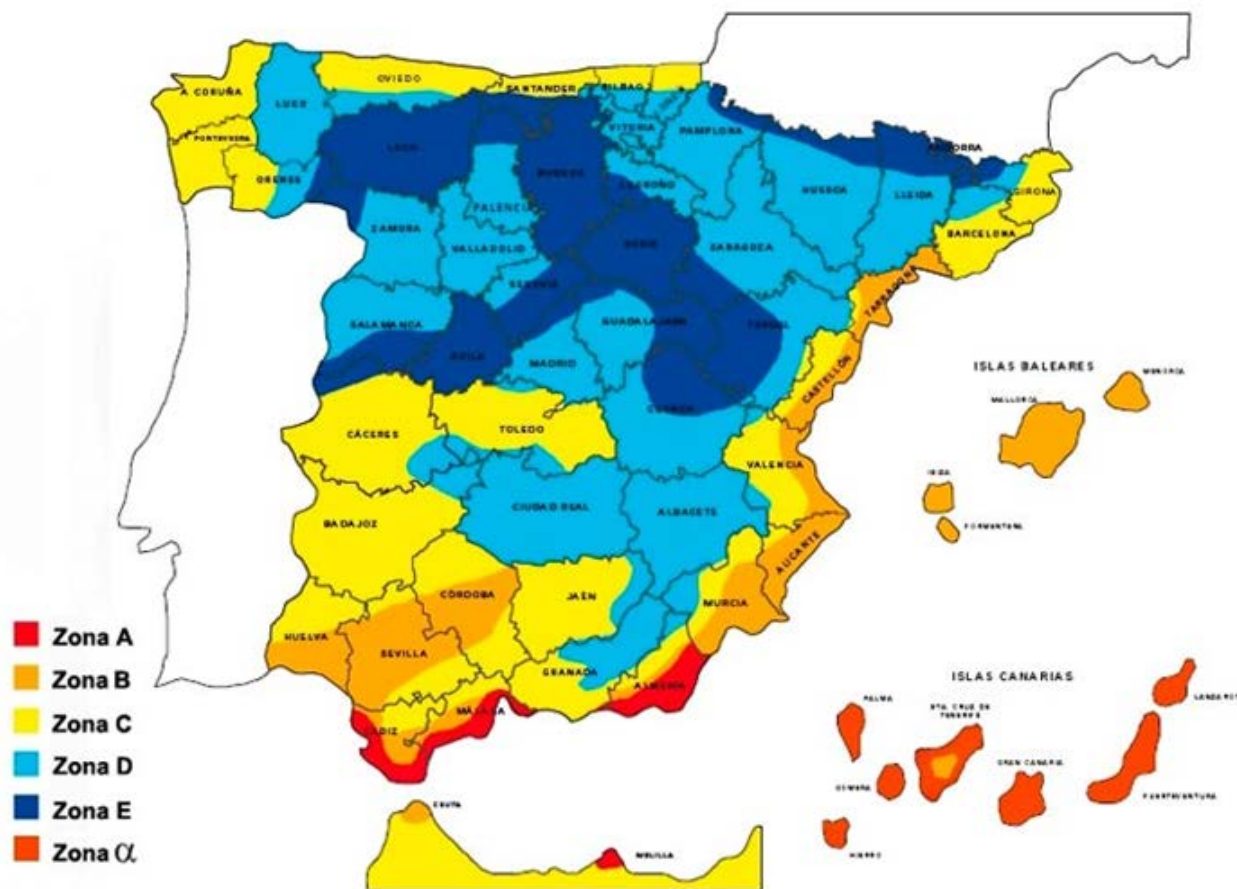 A CORUÑA
LUGO
OVIEDO
SANTANDER
BILBAO
PONTEVEDRA
ORENSE
LEON
BURGOS
VITORIA
PAMPLONA
LOGROÑO
HUESCA
LLEIDA
ANDORRA
GIRONA
BARCELONA
PALENCIA
ZAMORA
VALLADOLID
SORIA
ZARAGOZA
TARRAGONA
SEGOVIA
SALAMANCA
AVILA
MADRID
GUADALAJARA
TERUEL
CASTELLÓN
CUENCA
ISLAS BALEARES
MENORCA
MALLORCA
IBIZA
FORMENTERA
CÁCERES
TOLEDO
VALENCIA
BADAJOZ
CIUDAD REAL
ALBACETE
ALICANTE
CÓRDOBA
JAÉN
MURCIA
HUELVA
SEVILLA
GRANADA
ALMERÍA
MÁLAGA
CÁDIZ
CEUTA
MELILLA
Zona A
Zona B
Zona C
Zona D
Zona E
Zona α
ISLAS CANARIAS
PALMA
STA. CRUZ DE
TENERIFE
LANZAROT
GRAN CANARIA
GOMERA
FUERTEVENTURA
HIERRO